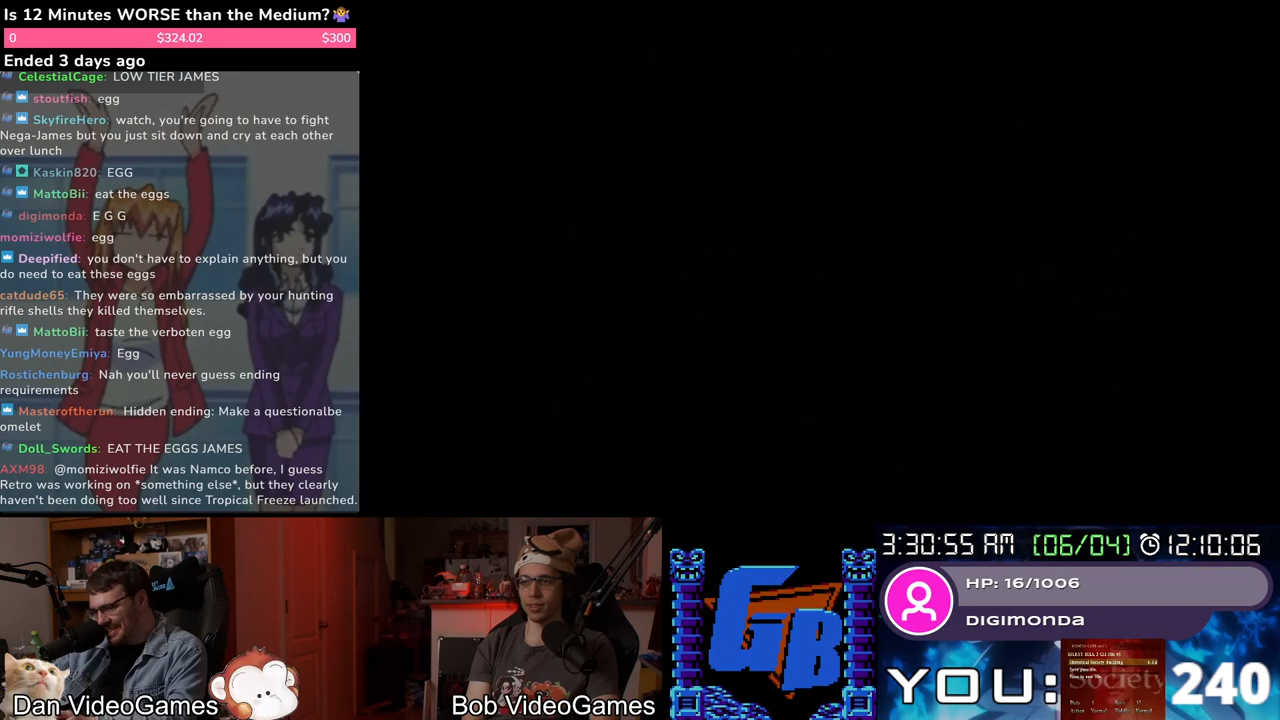 Is 12 Minutes WORSE than the Medium?🤷‍♀️
0 $324.02 $300
Ended 3 days ago
CelestialCage: LOW TIER JAMES
stoutfish: egg
SkyfireHero: watch, you're going to have to fight
Nega-James but you just sit down and cry at each other
over lunch
Kaskin820: EGG
MattoBii: eat the eggs
digimonda: E G G
momiziwolfie: egg
Deepified: you don't have to explain anything, but you
do need to eat these eggs
catdude65: They were so embarrassed by your hunting
rifle shells they killed themselves.
MattoBii: taste the verboten egg
YungMoneyEmiya: Egg
Rostichenburg: Nah you'll never guess ending
requirements
Masteroftherun: Hidden ending: Make a questionalbe
omelet
Doll_Swords: EAT THE EGGS JAMES
AXM98: @momiziwolfie It was Namco before, I guess
Retro was working on *something else*, but they clearly
haven't been doing too well since Tropical Freeze launched.
Dan VideoGames
Bob VideoGames
GB
3:30:55 AM [06/04] 12:10:06
HP: 16/1006
DIGIMONDA
YOU: 240
Society